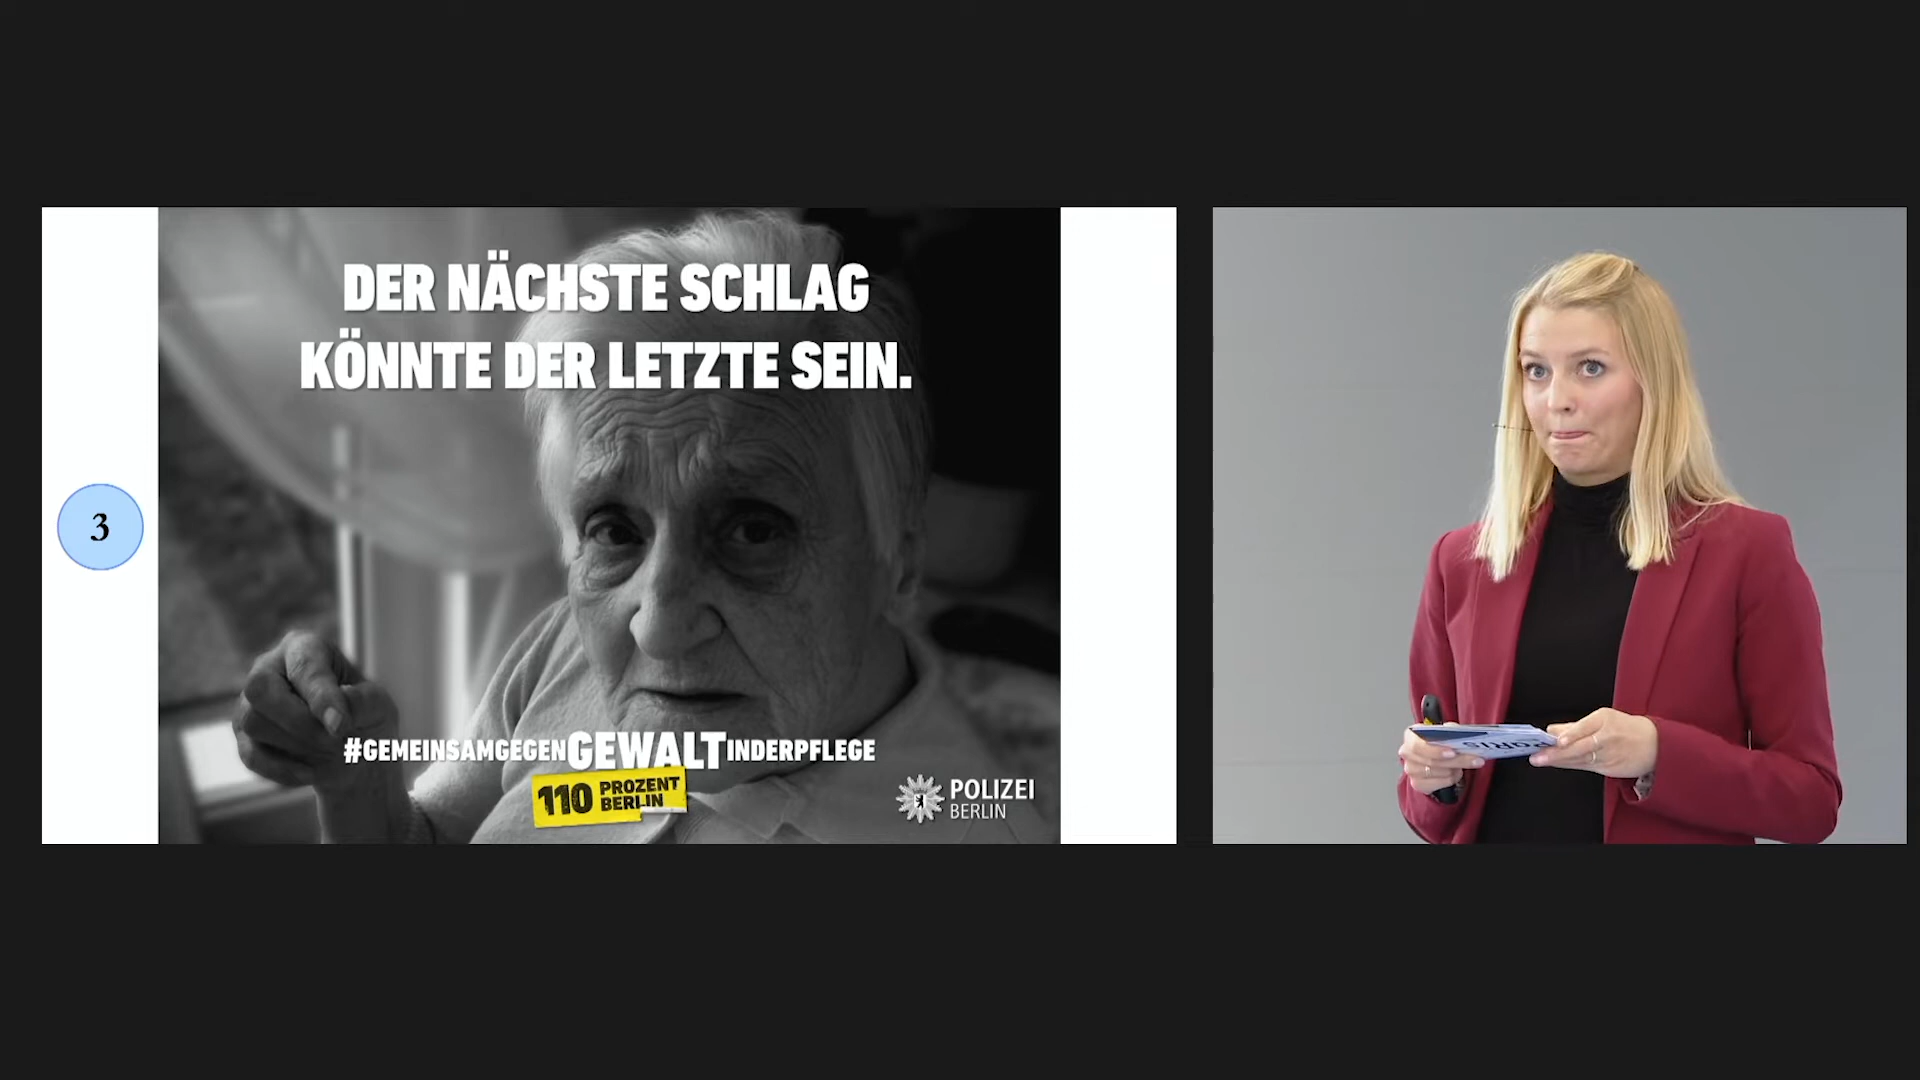 DER NÄCHSTE SCHLAG
KÖNNTE DER LETZTE SEIN.
3
#GEMEINSAMGEGENGEWALTINDERPFLEGE
110 PROZENT
BERLIN
POLIZEI
BERLIN